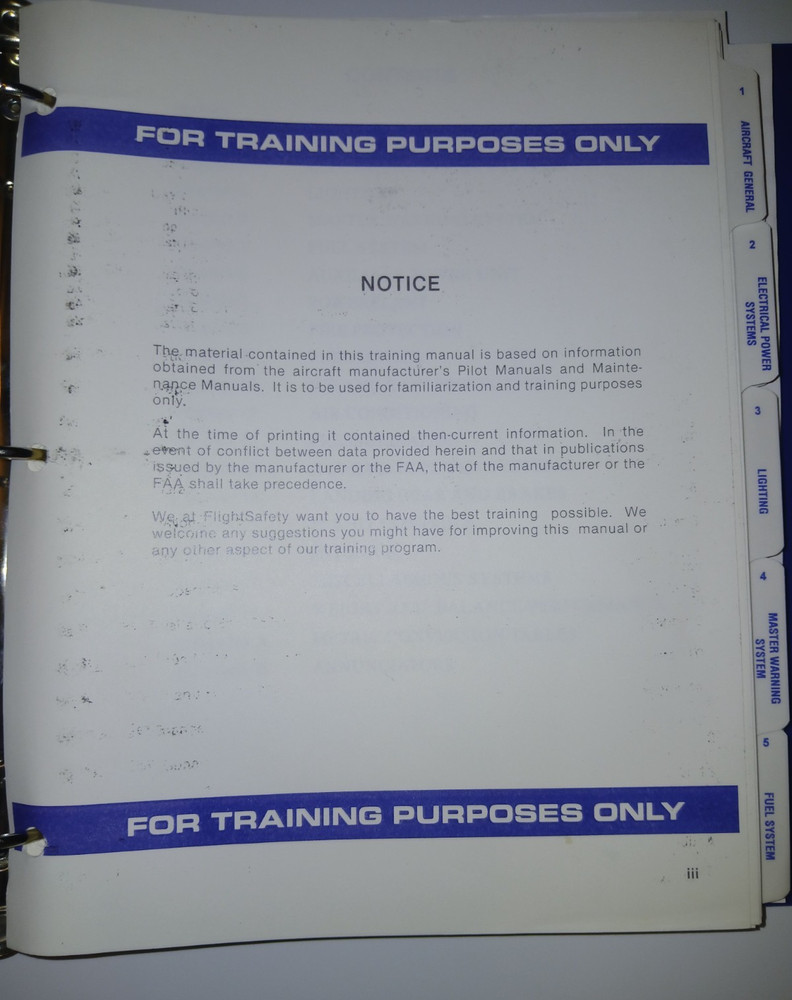 FOR TRAINING PURPOSES ONLY
NOTICE
The material contained in this training manual is based on information
obtained from the aircraft manufacturer's Pilot Manuals and Mainte-
nance Manuals. It is to be used for familiarization and training purposes
only.
At the time of printing it contained then-current information. In the
event of conflict between data provided herein and that in publications
issued by the manufacturer or the FAA, that of the manufacturer or the
FAA shall take precedence.
We at FlightSafety want you to have the best training possible. We
welcome any suggestions you might have for improving this manual or
any other aspect of our training program.
FOR TRAINING PURPOSES ONLY
iii
1
AIRCRAFT GENERAL
2
ELECTRICAL POWER
SYSTEMS
3
LIGHTING
4
MASTER WARNING
SYSTEM
5
FUEL SYSTEM